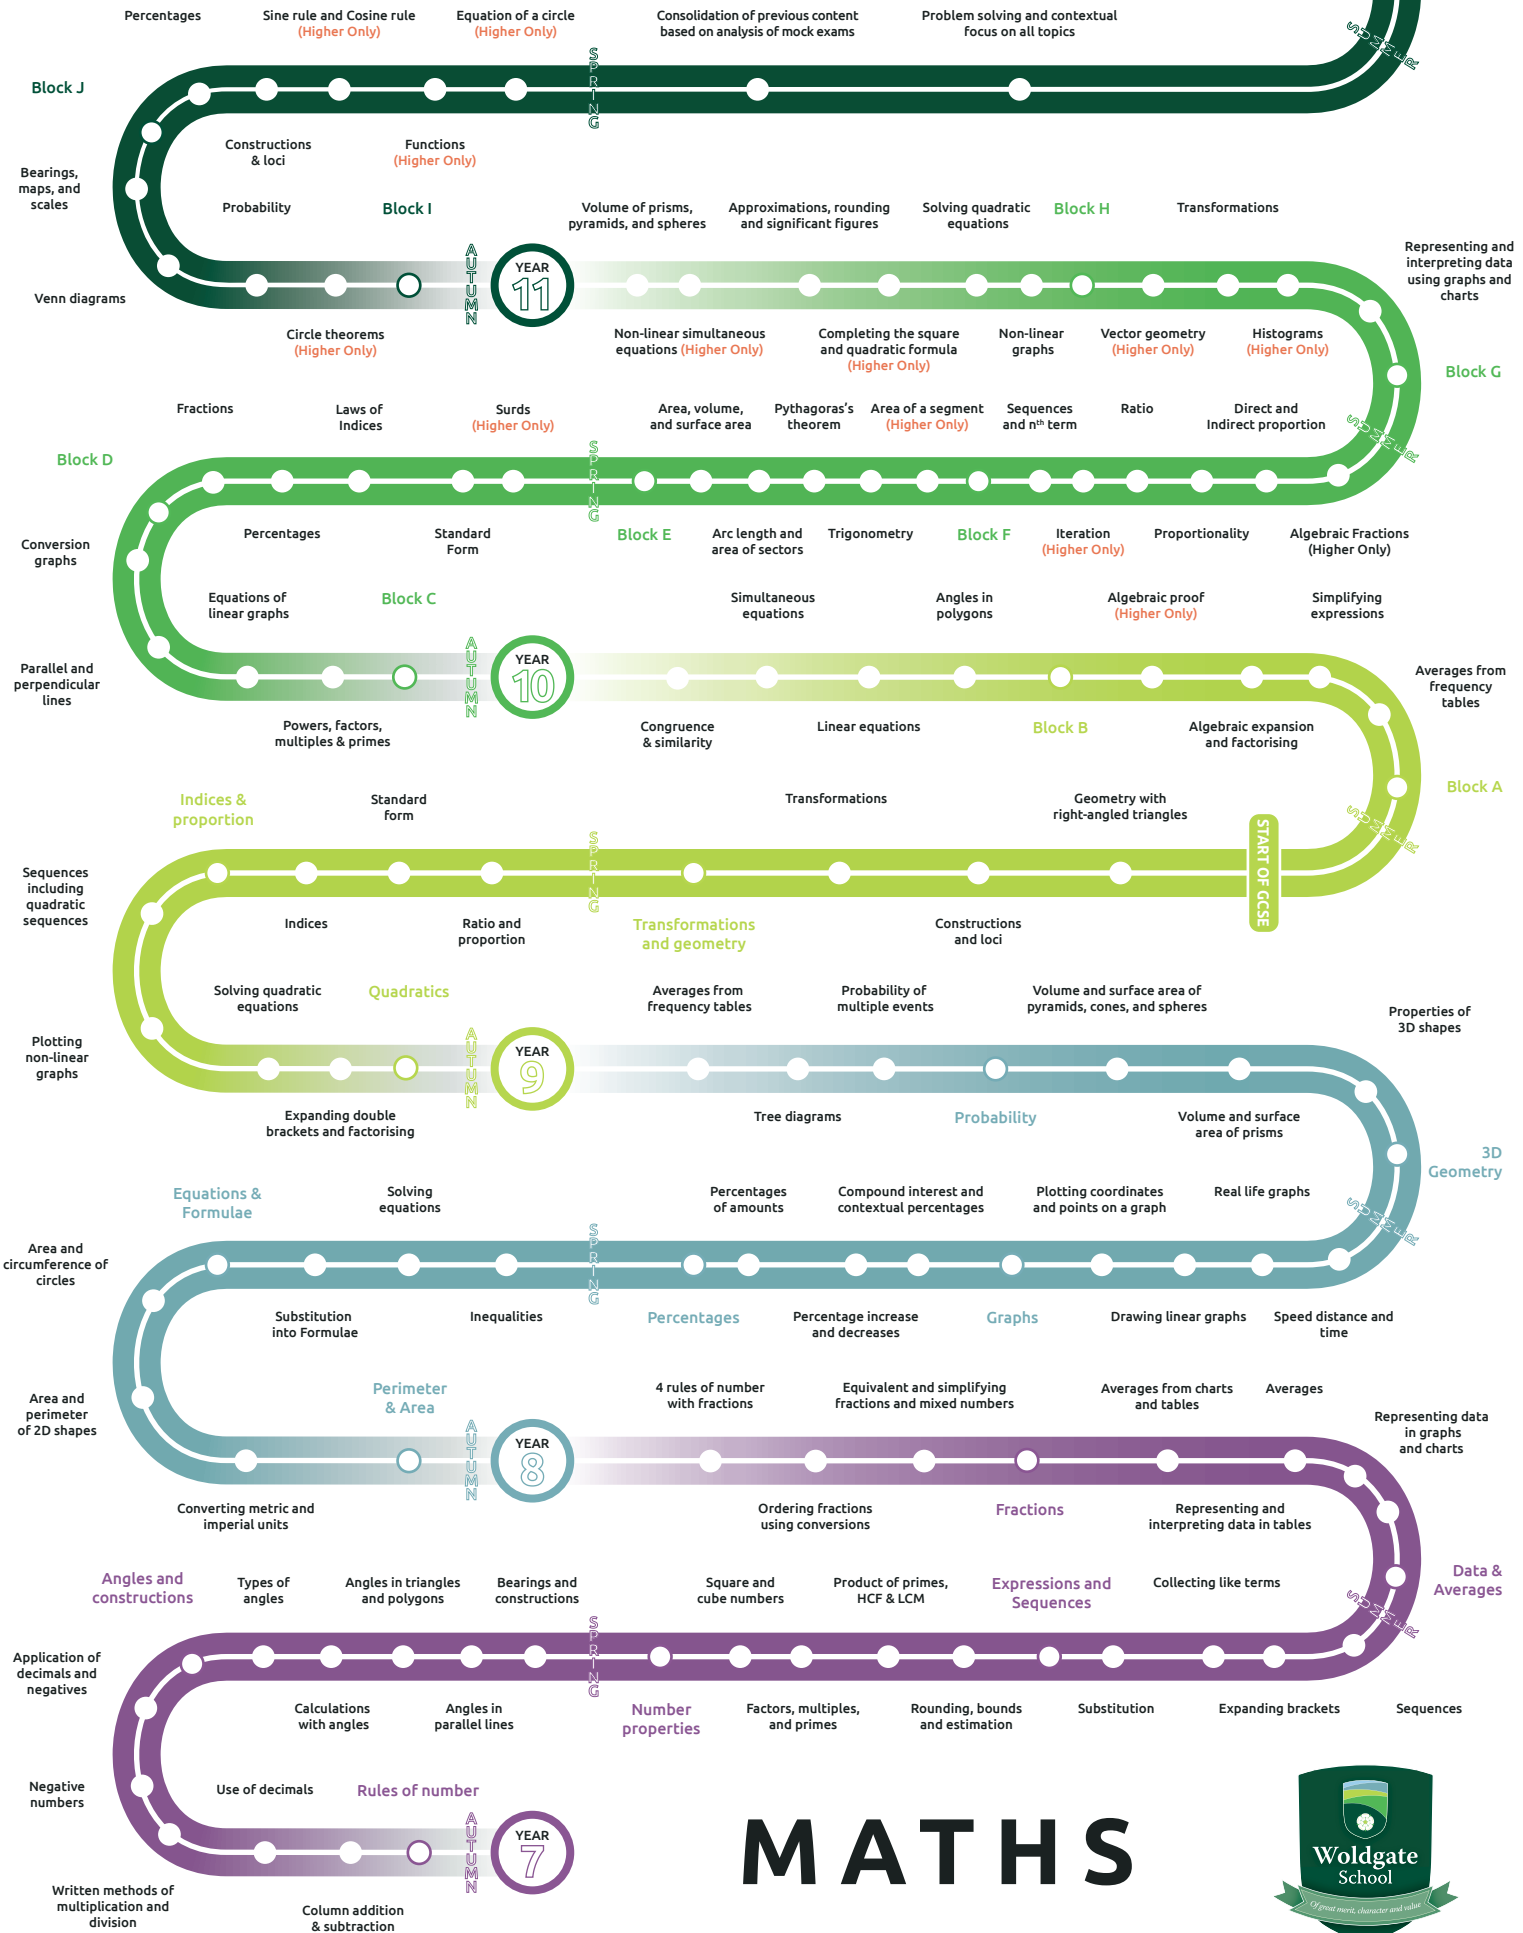 Percentages
Sine rule and Cosine rule
(Higher Only)
Equation of a circle
(Higher Only)
Consolidation of previous content
based on analysis of mock exams
Problem solving and contextual
focus on all topics
SUMMER
SPRING
Block J
Constructions
& loci
Functions
(Higher Only)
Bearings,
maps, and
scales
Probability
Block I
Volume of prisms,
pyramids, and spheres
Approximations, rounding
and significant figures
Solving quadratic
equations
Block H
Transformations
Representing and
interpreting data
using graphs and
charts
AUTUMN
YEAR
11
Venn diagrams
Circle theorems
(Higher Only)
Non-linear simultaneous
equations (Higher Only)
Completing the square
and quadratic formula
(Higher Only)
Non-linear
graphs
Vector geometry
(Higher Only)
Histograms
(Higher Only)
Block G
Fractions
Laws of
Indices
Surds
(Higher Only)
Area, volume,
and surface area
Pythagoras's
theorem
Area of a segment
(Higher Only)
Sequences
and nth term
Ratio
Direct and
Indirect proportion
SUMMER
SPRING
Block D
Conversion
graphs
Percentages
Standard
Form
Block E
Arc length and
area of sectors
Trigonometry
Block F
Iteration
(Higher Only)
Proportionality
Algebraic Fractions
(Higher Only)
Equations of
linear graphs
Block C
Simultaneous
equations
Angles in
polygons
Algebraic proof
(Higher Only)
Simplifying
expressions
AUTUMN
YEAR
10
Parallel and
perpendicular
lines
Averages from
frequency
tables
Powers, factors,
multiples & primes
Congruence
& similarity
Linear equations
Block B
Algebraic expansion
and factorising
Block A
Indices &
proportion
Standard
form
Transformations
Geometry with
right-angled triangles
START OF GCSE
SUMMER
SPRING
Sequences
including
quadratic
sequences
Indices
Ratio and
proportion
Transformations
and geometry
Constructions
and loci
Solving quadratic
equations
Quadratics
Averages from
frequency tables
Probability of
multiple events
Volume and surface area of
pyramids, cones, and spheres
Properties of
3D shapes
AUTUMN
YEAR
9
Plotting
non-linear
graphs
Expanding double
brackets and factorising
Tree diagrams
Probability
Volume and surface
area of prisms
3D
Geometry
Equations &
Formulae
Solving
equations
Percentages
of amounts
Compound interest and
contextual percentages
Plotting coordinates
and points on a graph
Real life graphs
SUMMER
SPRING
Area and
circumference of
circles
Substitution
into Formulae
Inequalities
Percentages
Percentage increase
and decreases
Graphs
Drawing linear graphs
Speed distance and
time
Perimeter
& Area
4 rules of number
with fractions
Equivalent and simplifying
fractions and mixed numbers
Averages from charts
and tables
Averages
Representing data
in graphs
and charts
AUTUMN
YEAR
8
Area and
perimeter
of 2D shapes
Converting metric and
imperial units
Ordering fractions
using conversions
Fractions
Representing and
interpreting data in tables
Data &
Averages
Angles and
constructions
Types of
angles
Angles in triangles
and polygons
Bearings and
constructions
Square and
cube numbers
Product of primes,
HCF & LCM
Expressions and
Sequences
Collecting like terms
SUMMER
SPRING
Application of
decimals and
negatives
Calculations
with angles
Angles in
parallel lines
Number
properties
Factors, multiples,
and primes
Rounding, bounds
and estimation
Substitution
Expanding brackets
Sequences
Negative
numbers
Use of decimals
Rules of number
AUTUMN
YEAR
7
Written methods of
multiplication and
division
Column addition
& subtraction
MATHS
Woldgate
School
Of great merit, character and value